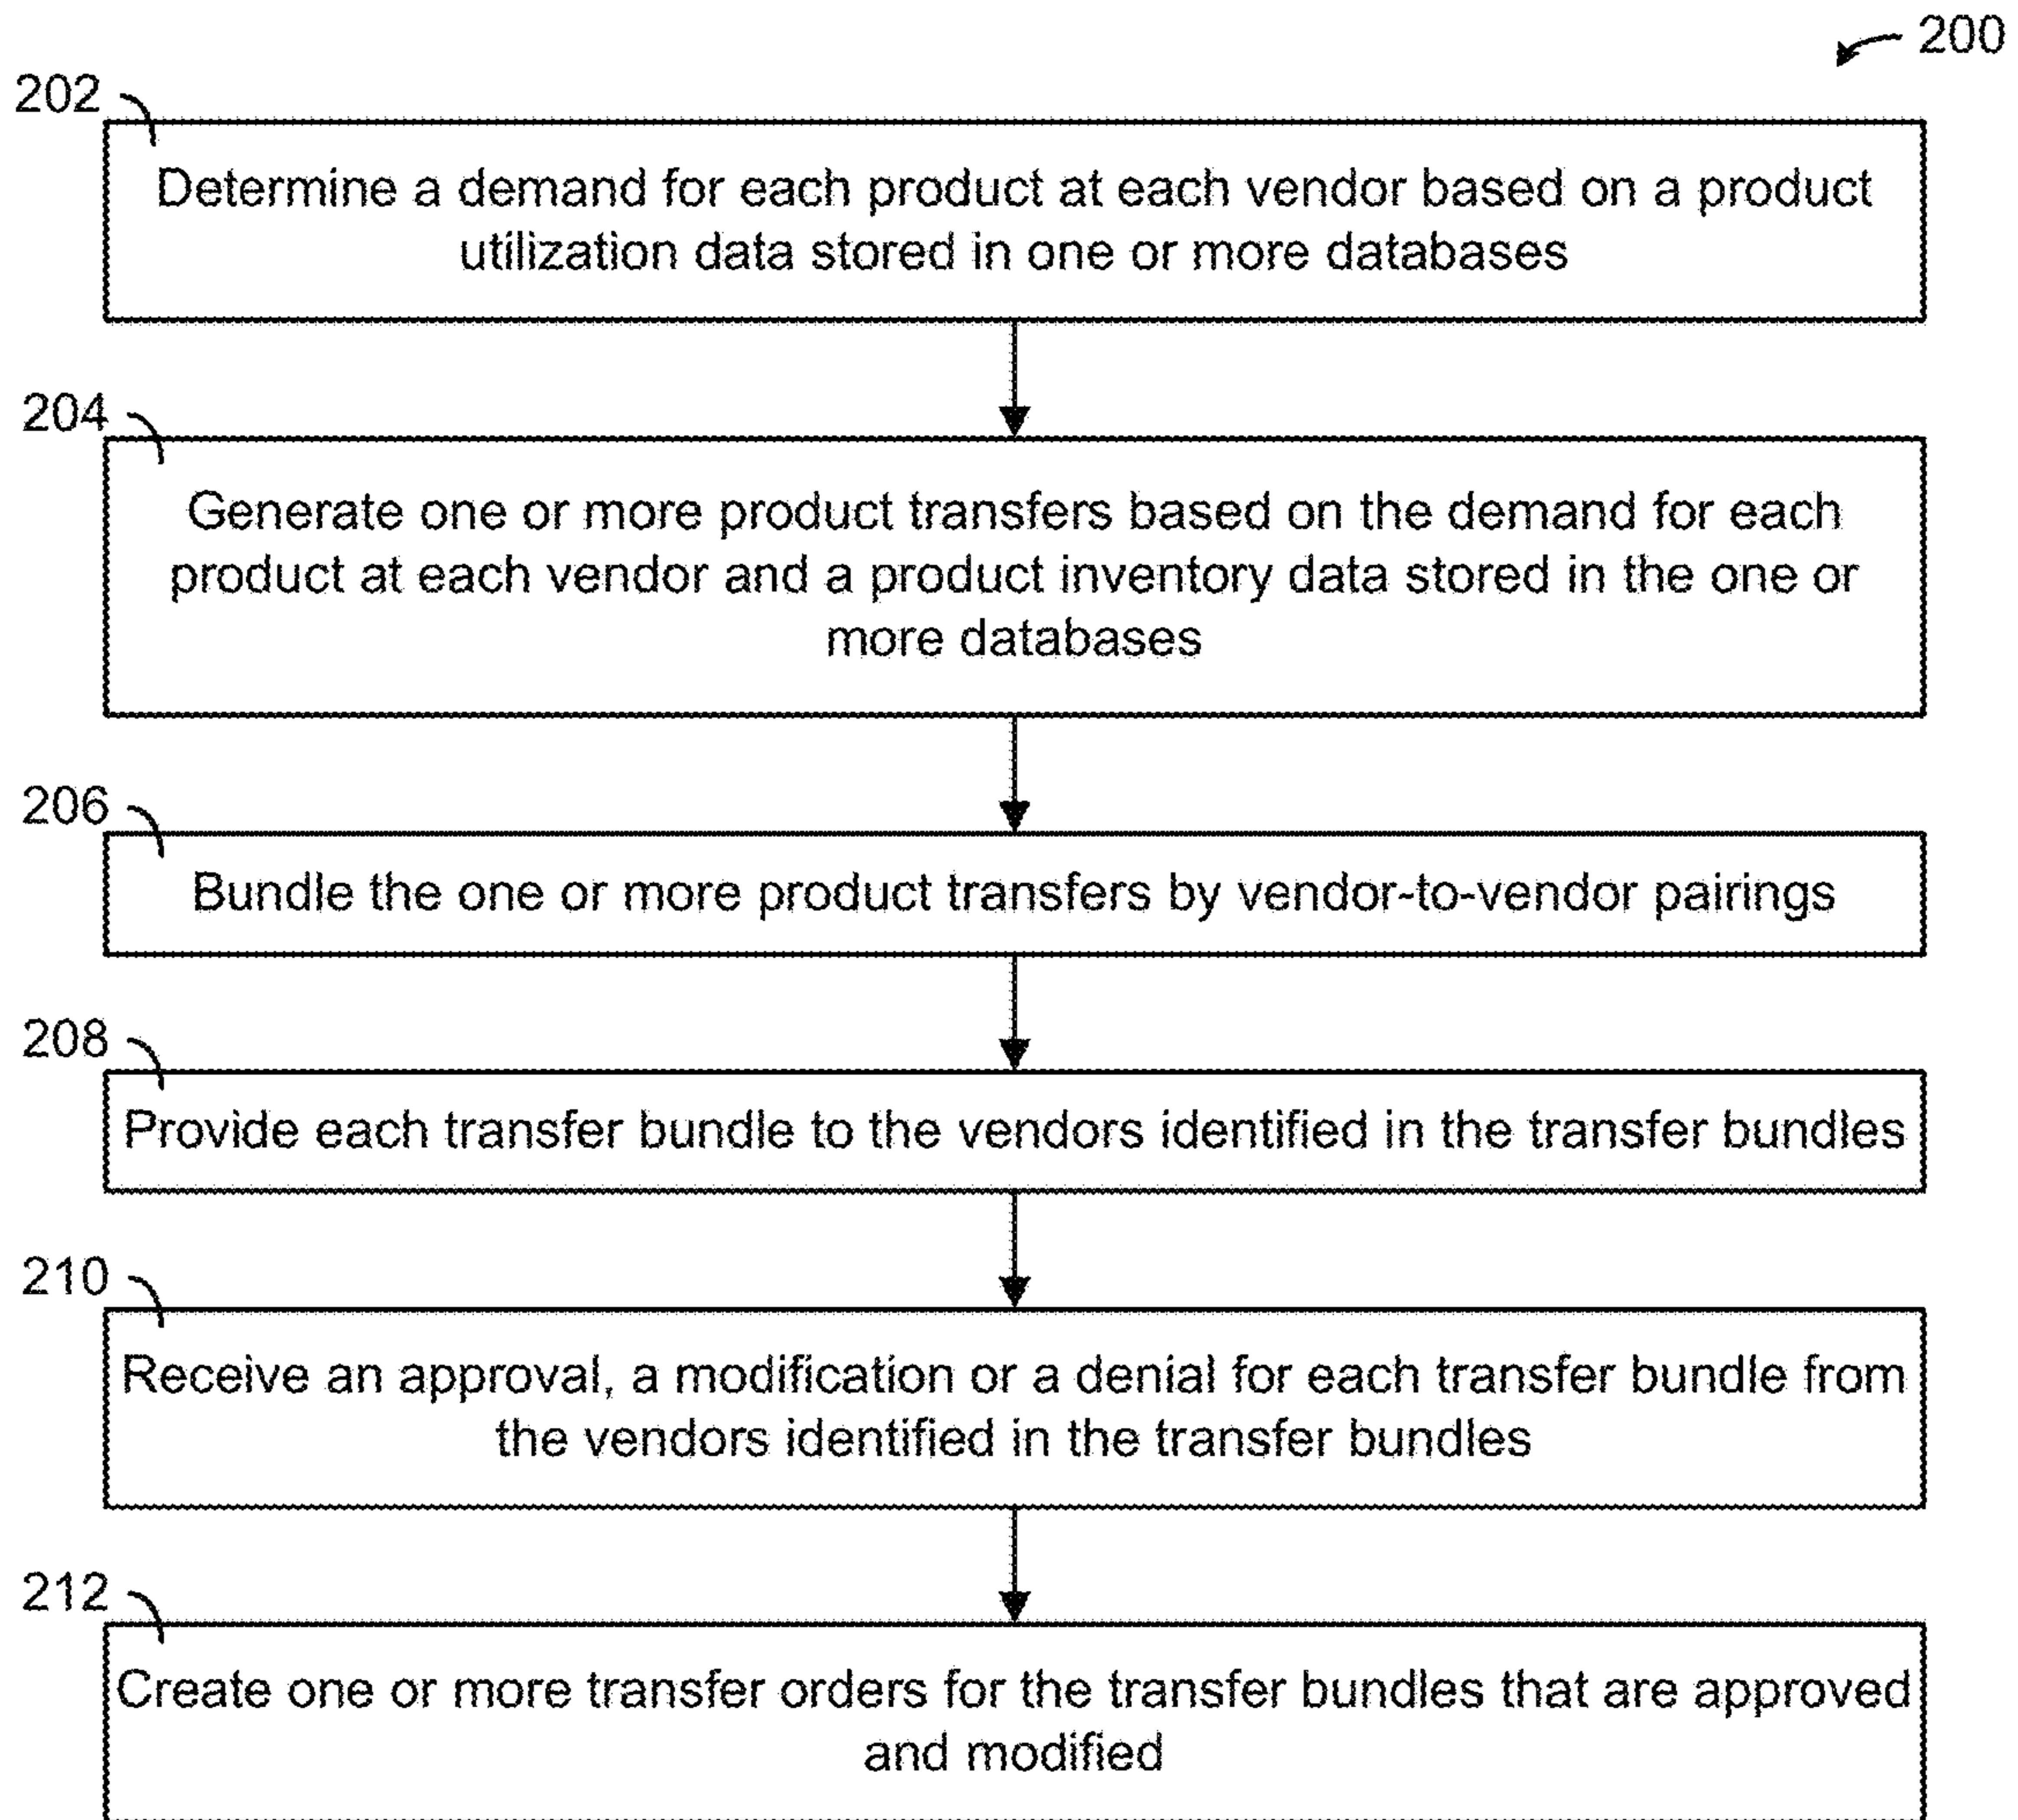 200
202
Determine a demand for each product at each vendor based on a product
utilization data stored in one or more databases
204
Generate one or more product transfers based on the demand for each
product at each vendor and a product inventory data stored in the one or
more databases
206
Bundle the one or more product transfers by vendor-to-vendor pairings
208
Provide each transfer bundle to the vendors identified in the transfer bundles
210
Receive an approval, a modification or a denial for each transfer bundle from
the vendors identified in the transfer bundles
212
Create one or more transfer orders for the transfer bundles that are approved
and modified